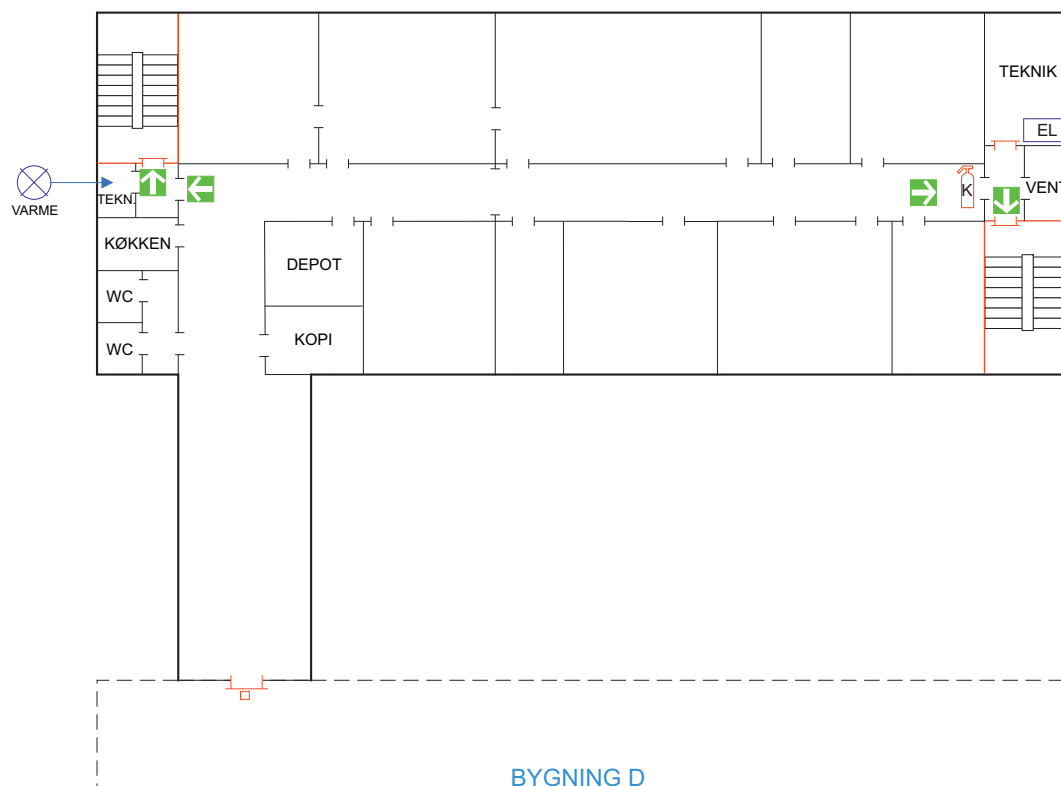 TEKNIK
EL
VARME
TEKN.
K
VENT
KØKKEN
DEPOT
WC
KOPI
WC
BYGNING D